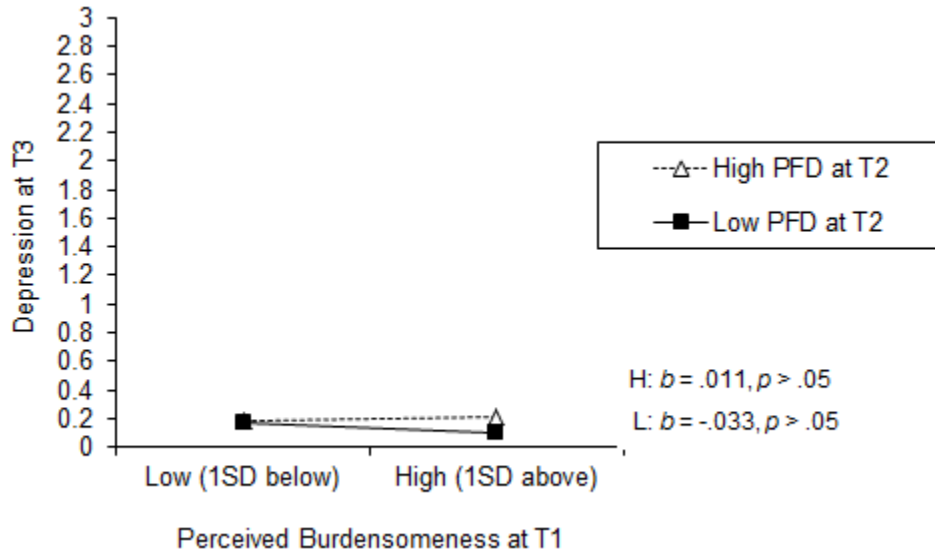 3
2.8
2.6
2.4
2.2
2
1.8
1.6
1.4
1.2
1
0.8
0.6
0.4
0.2
0
Depression at T3
Low (1SD below)
High (1SD above)
Perceived Burdensomeness at T1
High PFD at T2
Low PFD at T2
H: b = .011, p > .05
L: b = -.033, p > .05